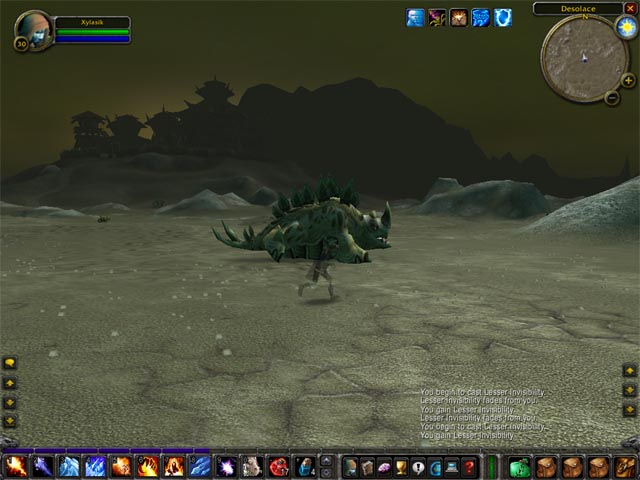 Xylasik
30
Desolace
N
You begin to cast Lesser Invisibility.
Lesser Invisibility fades from you.
You gain Lesser Invisibility.
Lesser Invisibility fades from you.
You begin to cast Lesser Invisibility.
You gain Lesser Invisibility.